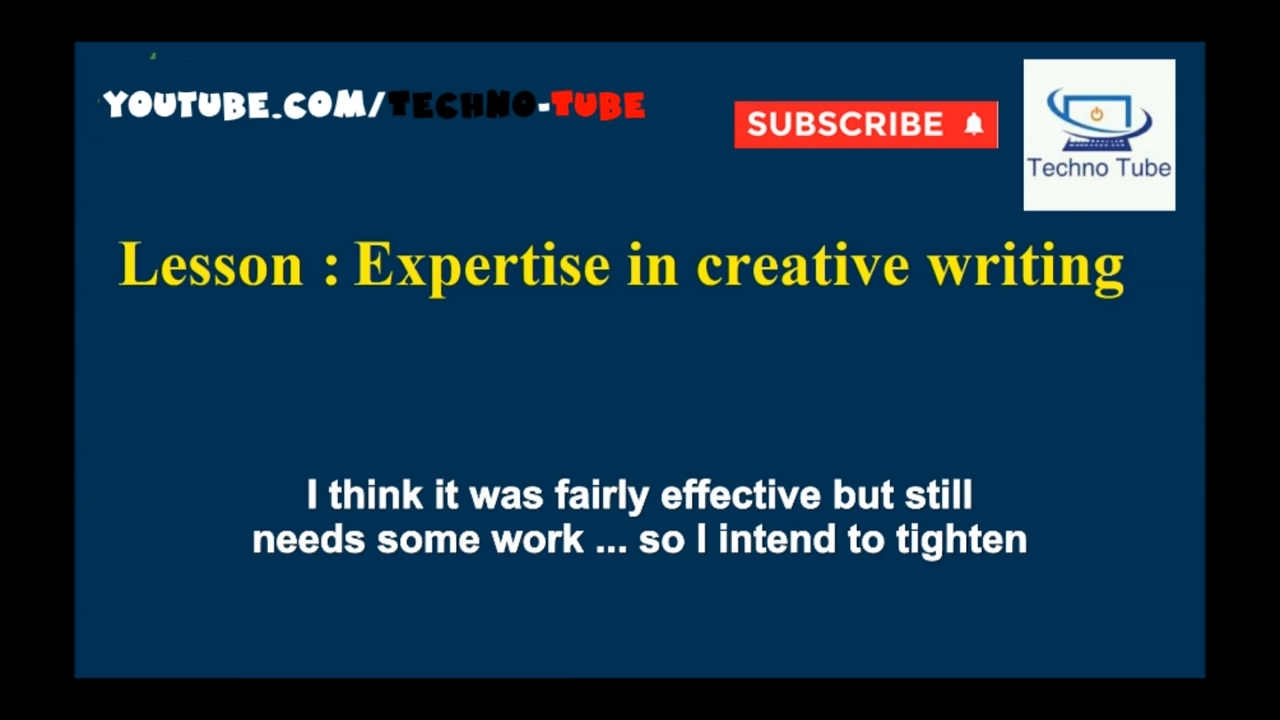 YOUTUBE.COM/TECHNO-TUBE
SUBSCRIBE
Techno Tube
Lesson : Expertise in creative writing
I think it was fairly effective but still
needs some work ... so I intend to tighten